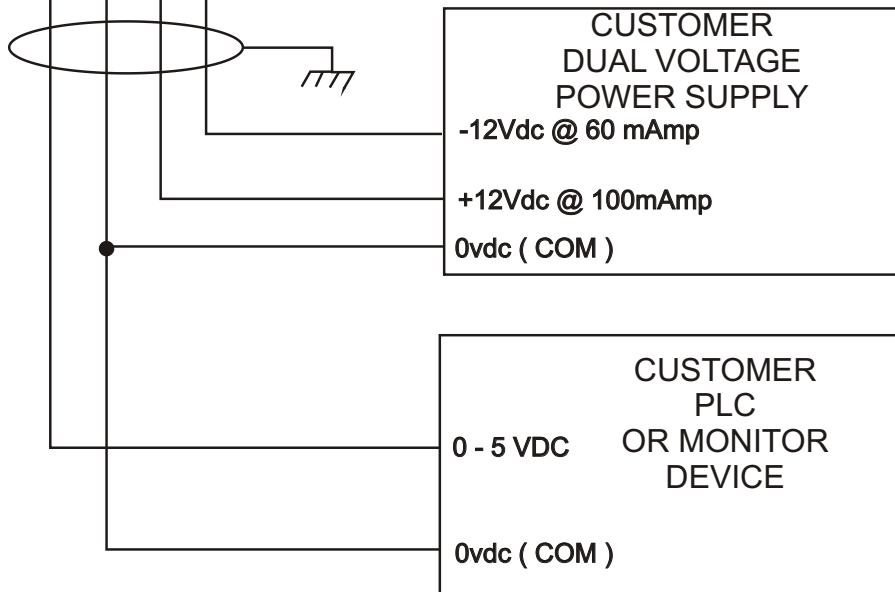 CUSTOMER
DUAL VOLTAGE
POWER SUPPLY
-12Vdc @ 60 mAmp
+12Vdc @ 100mAmp
0vdc ( COM )
CUSTOMER
PLC
OR MONITOR
DEVICE
0 - 5 VDC
0vdc ( COM )